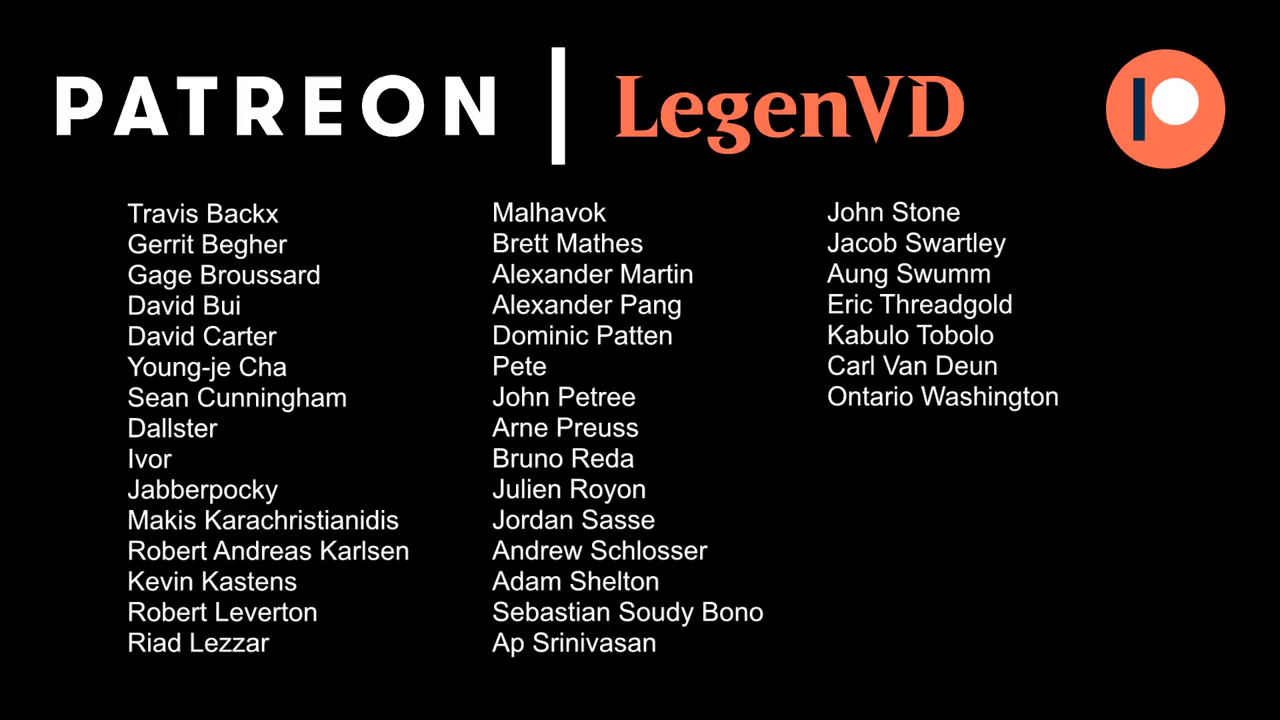 PATREON | LegenVD
Travis Backx
Gerrit Begher
Gage Broussard
David Bui
David Carter
Young-je Cha
Sean Cunningham
Dallster
Ivor
Jabberpocky
Makis Karachristianidis
Robert Andreas Karlsen
Kevin Kastens
Robert Leverton
Riad Lezzar
Malhavok
Brett Mathes
Alexander Martin
Alexander Pang
Dominic Patten
Pete
John Petree
Arne Preuss
Bruno Reda
Julien Royon
Jordan Sasse
Andrew Schlosser
Adam Shelton
Sebastian Soudy Bono
Ap Srinivasan
John Stone
Jacob Swartley
Aung Swumm
Eric Threadgold
Kabulo Tobolo
Carl Van Deun
Ontario Washington